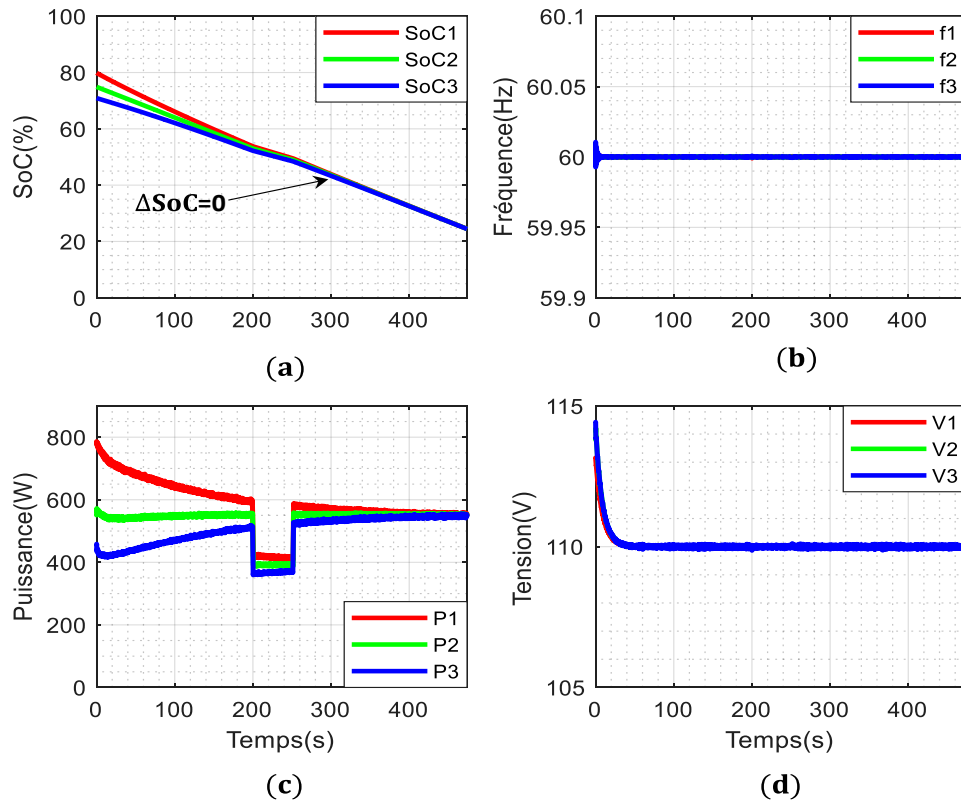 100
80
60
40
20
0
SoC(%)
SoC1
SoC2
SoC3
ΔSoC=0
0 100 200 300 400
(a)
60.1
60.05
60
59.95
59.9
Fréquence(Hz)
f1
f2
f3
0 100 200 300 400
(b)
800
600
400
200
0
Puissance(W)
P1
P2
P3
0 100 200 300 400
Temps(s)
(c)
115
110
105
Tension(V)
V1
V2
V3
0 100 200 300 400
Temps(s)
(d)